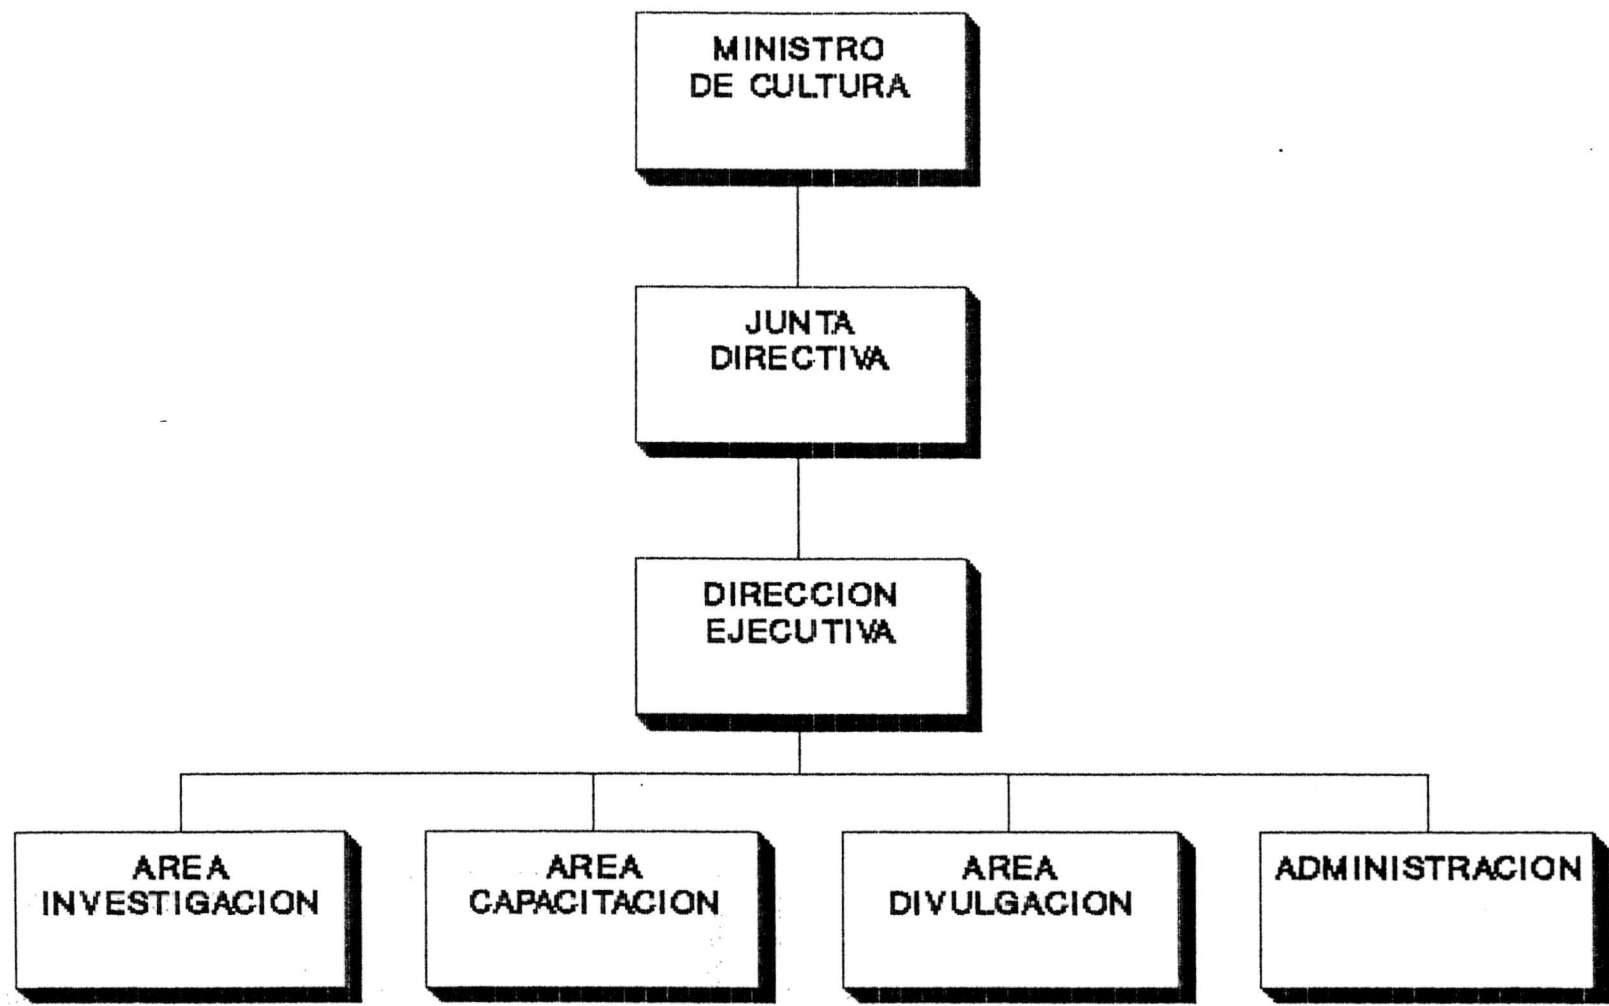 MINISTRO
DE CULTURA
JUNTA
DIRECTIVA
DIRECCION
EJECUTIVA
AREA
INVESTIGACION
AREA
CAPACITACION
AREA
DIVULGACION
ADMINISTRACION